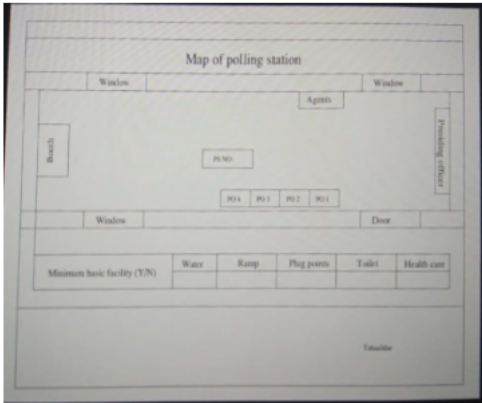 Map of polling station
Window Window
Agents
Booth
Presiding officer
PS NO
PO 4 PO 3 PO 2 PO 1
Window Door
Minimum basic facility (Y/N) Water Ramp Plug points Toilet Health care
Tahsildar